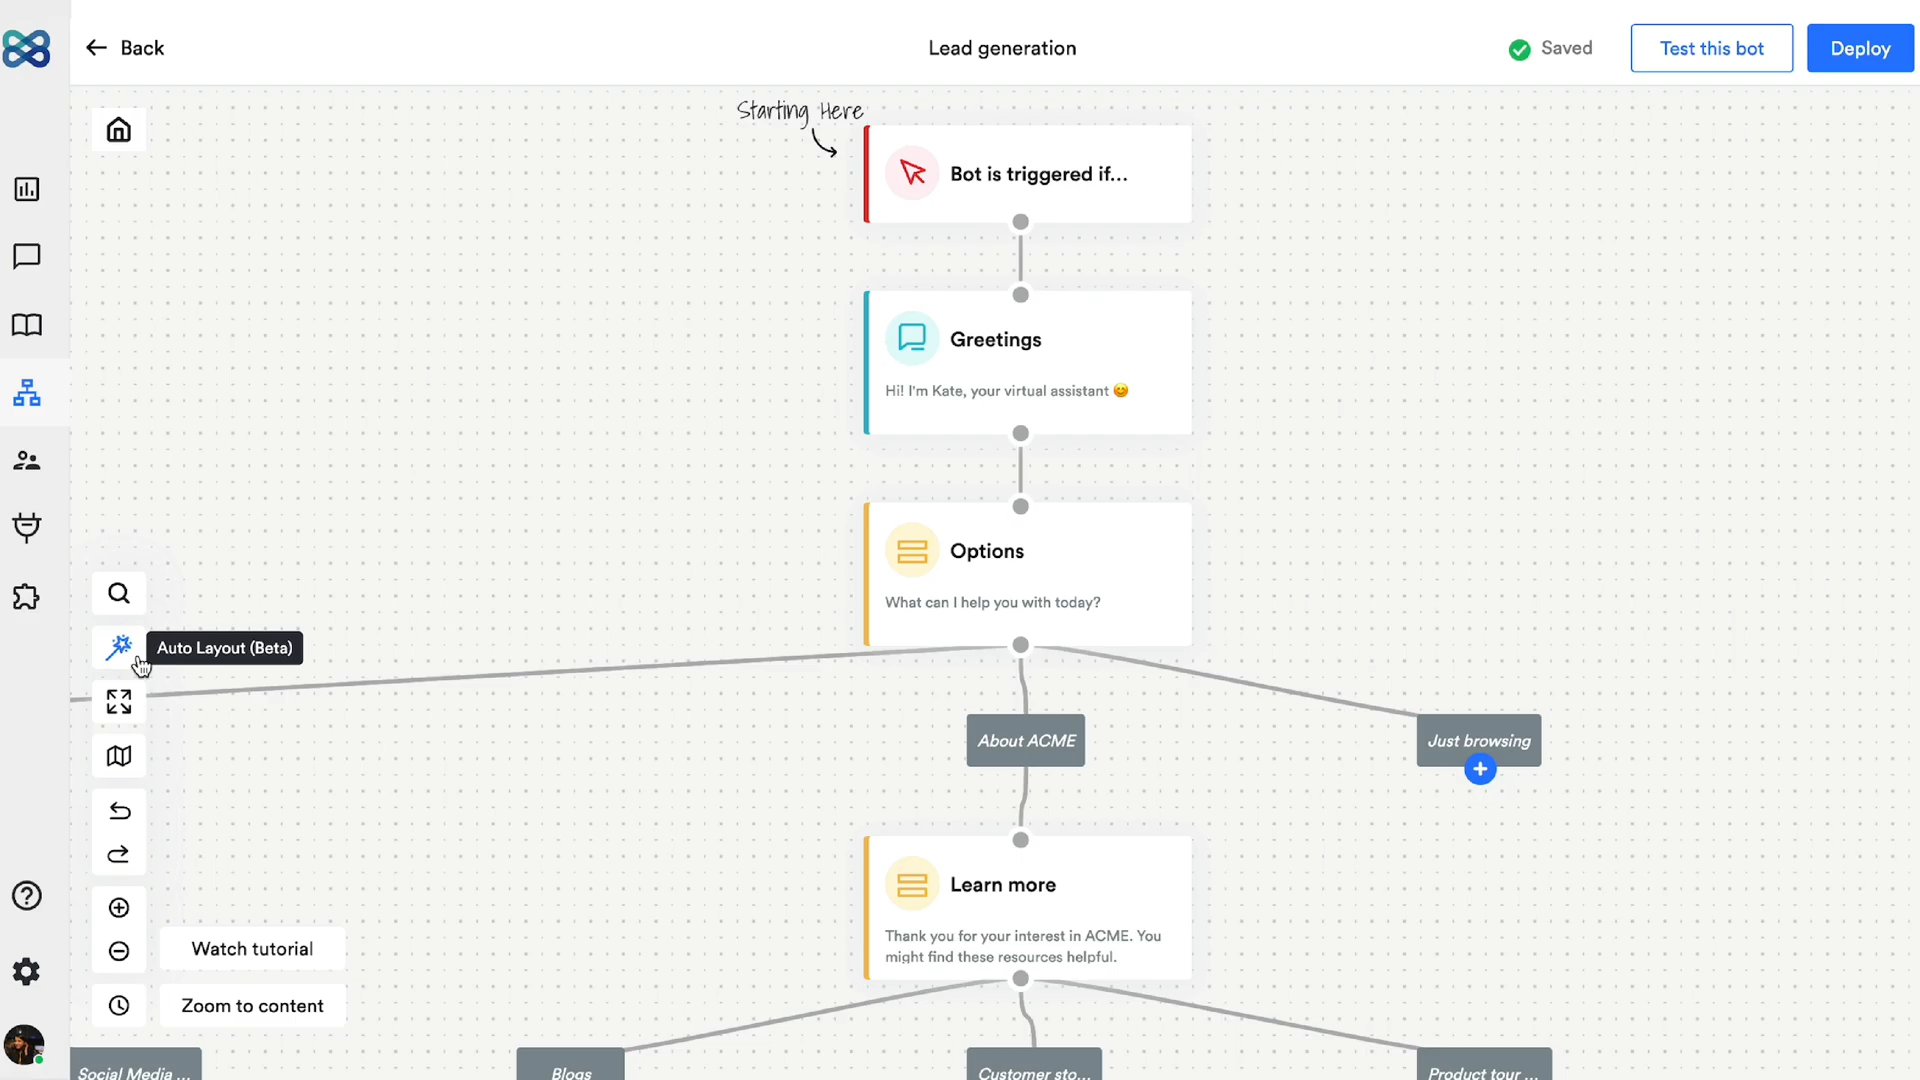 Back
Lead generation
Saved
Test this bot
Deploy
Starting Here
Bot is triggered if...
Greetings
Hi! I'm Kate, your virtual assistant 😊
Options
What can I help you with today?
Auto Layout (Beta)
About ACME
Just browsing
Learn more
Thank you for your interest in ACME. You
might find these resources helpful.
Watch tutorial
Zoom to content
Social Media ...
Blogs
Customer sto...
Product tour ...